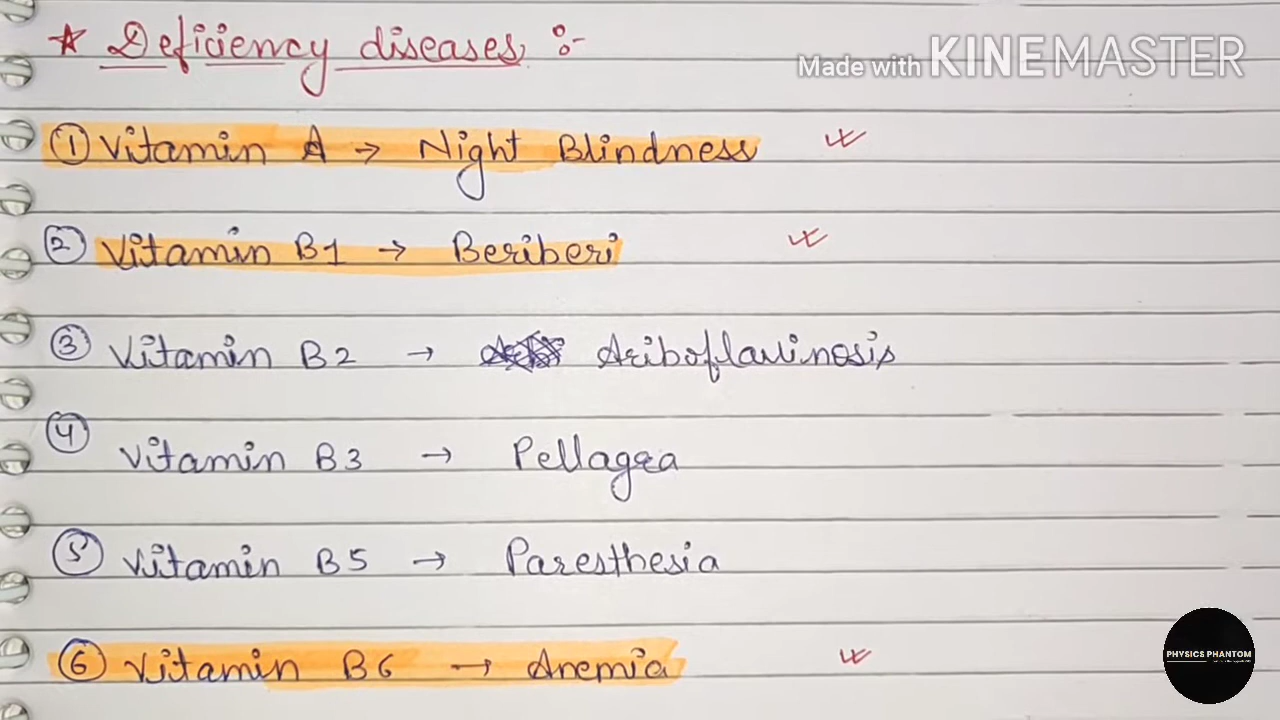 ☆ Deficiency diseases :-
Made with KINEMASTER
① Vitamin A → Night Blindness
② Vitamin B1 → Beriberi
③ Vitamin B2 → Ariboflavinosis
④ Vitamin B3 → Pellagra
⑤ Vitamin B5 → Paresthesia
⑥ Vitamin B6 → Anemia
PHYSICS PHANTOM